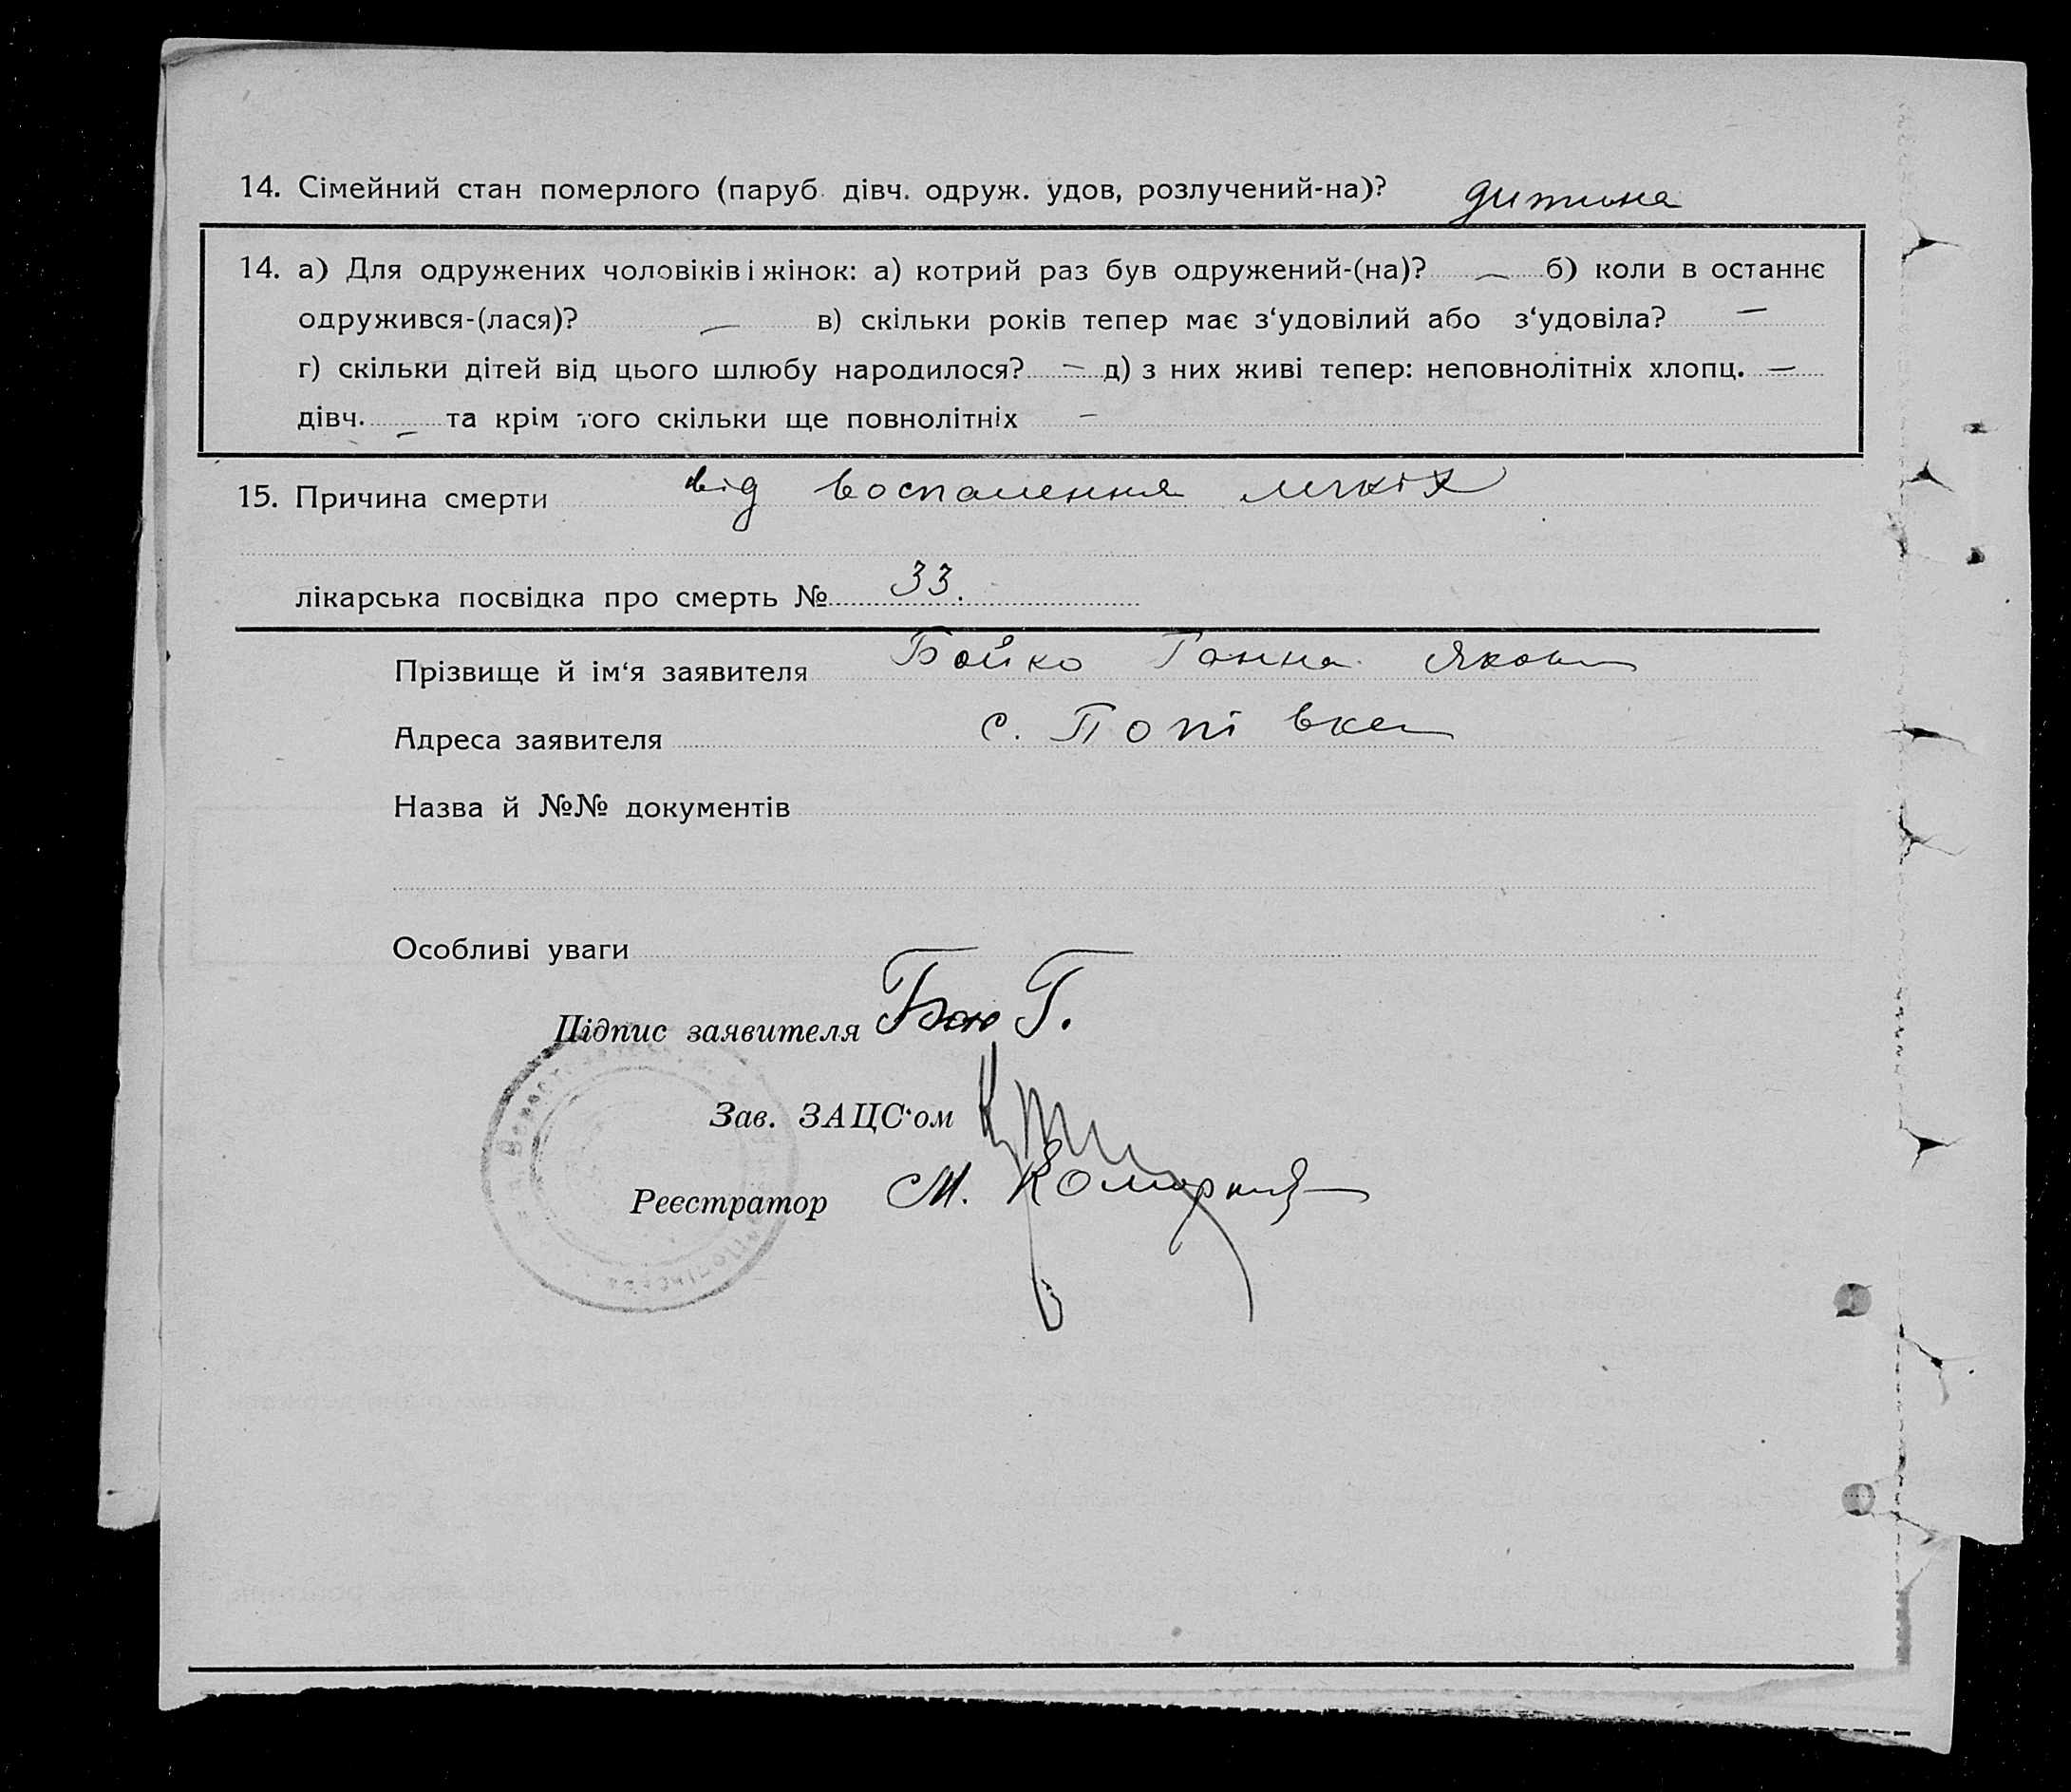 14. Сімейний стан померлого (паруб. дівч. одруж. удов, розлучений-на)? дитина
14. а) Для одружених чоловіків і жінок: а) котрий раз був одружений-(на)? — б) коли в останнє
одружився-(лася)? — в) скільки років тепер має з‘удовілий або з‘удовіла? —
г) скільки дітей від цього шлюбу народилося? — д) з них живі тепер: неповнолітніх хлопц. —
дівч. — та крім того скільки ще повнолітніх —
15. Причина смерти від воспалення легкіх
лікарська посвідка про смерть № 33.
Прізвище й ім‘я заявителя Бойко Ганна Яковл
Адреса заявителя с. Попівка
Назва й №№ документів
Особливі уваги
Підпис заявителя Г.
Зав. ЗАЦС‘ом
Реєстратор М.